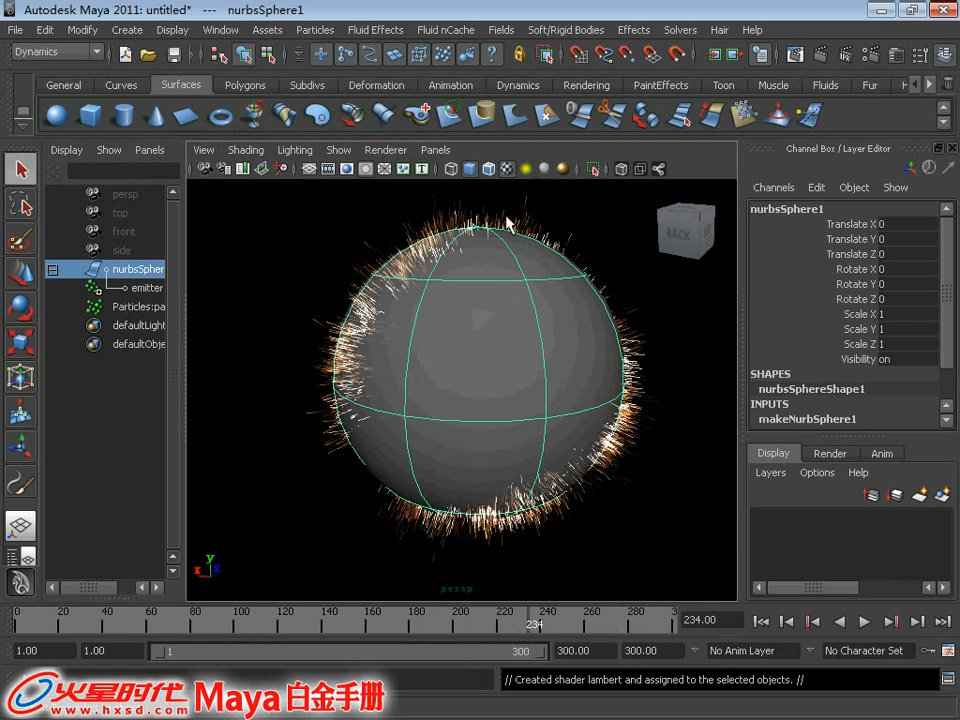 Autodesk Maya 2011: untitled* --- nurbsSphere1
File Edit Modify Create Display Window Assets Particles Fluid Effects Fluid nCache Fields Soft/Rigid Bodies Effects Solvers Hair Help
Dynamics
General Curves Surfaces Polygons Subdivs Deformation Animation Dynamics Rendering PaintEffects Toon Muscle Fluids Fur H
Display Show Panels
View Shading Lighting Show Renderer Panels
Channel Box / Layer Editor
Channels Edit Object Show
persp
top
front
side
nurbsSpher
emitter
Particles:pa
defaultLight
defaultObje
BACK
nurbsSphere1
Translate X 0
Translate Y 0
Translate Z 0
Rotate X 0
Rotate Y 0
Rotate Z 0
Scale X 1
Scale Y 1
Scale Z 1
Visibility on
SHAPES
nurbsSphereShape1
INPUTS
makeNurbSphere1
Display Render Anim
Layers Options Help
y
x z
persp
0 20 40 60 80 100 120 140 160 180 200 220 240 260 280 3
234
234.00
1.00 1.00 1 300 300.00 300.00 No Anim Layer No Character Set
火星时代
www.hxsd.com
Maya 白金手册
// Created shader lambert and assigned to the selected objects. //